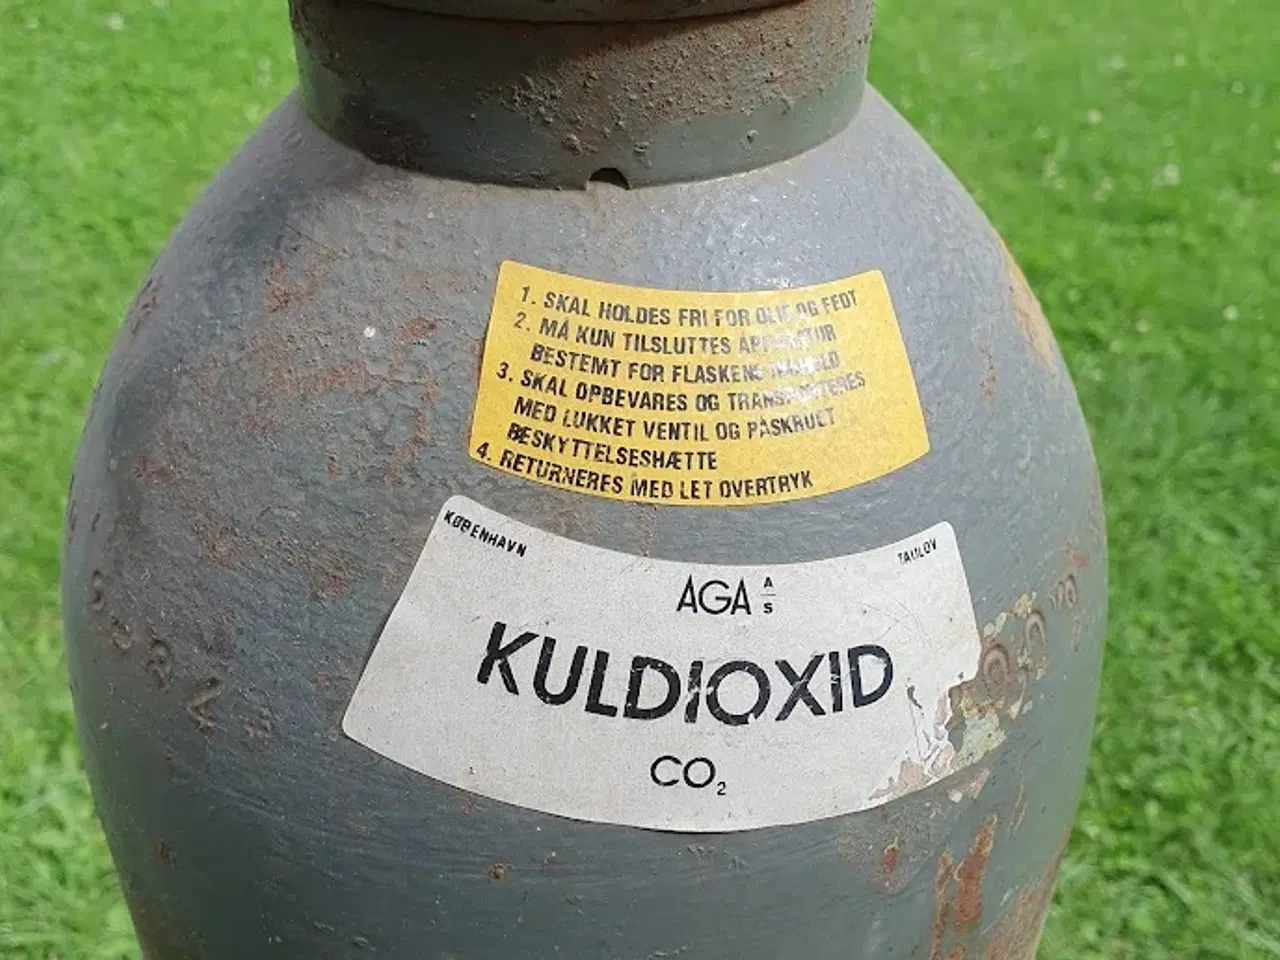 1. SKAL HOLDES FRI FOR OLIE OG FEDT
2. MÅ KUN TILSLUTTES APPARATUR
BESTEMT FOR FLASKENS INDHOLD
3. SKAL OPBEVARES OG TRANSPORTERES
MED LUKKET VENTIL OG PÅSKRUET
BESKYTTELSESHÆTTE
4. RETURNERES MED LET OVERTRYK
KØBENHAVN
TAULOV
AGA A/S
KULDIOXID
CO₂